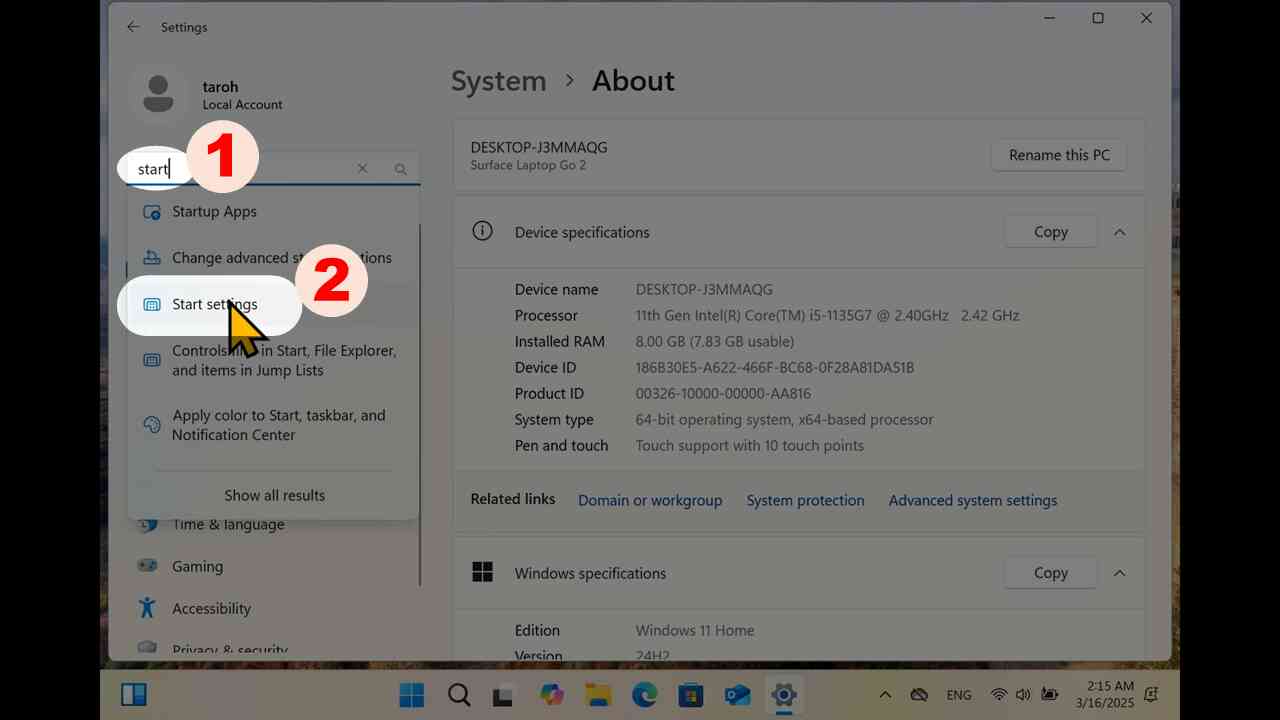 Settings
taroh
Local Account
start
1
Startup Apps
Change advanced st
ons
2
Start settings
Controls
in Start, File Explorer,
and items in Jump Lists
Apply color to Start, taskbar, and
Notification Center
Show all results
Time & language
Gaming
Accessibility
Privacy & security
System > About
DESKTOP-J3MMAQG
Surface Laptop Go 2
Rename this PC
Device specifications
Copy
Device name DESKTOP-J3MMAQG
Processor 11th Gen Intel(R) Core(TM) i5-1135G7 @ 2.40GHz 2.42 GHz
Installed RAM 8.00 GB (7.83 GB usable)
Device ID 186B30E5-A622-466F-BC68-0F28A81DA51B
Product ID 00326-10000-00000-AA816
System type 64-bit operating system, x64-based processor
Pen and touch Touch support with 10 touch points
Related links Domain or workgroup System protection Advanced system settings
Windows specifications
Copy
Edition Windows 11 Home
Version 24H2
ENG
2:15 AM
3/16/2025